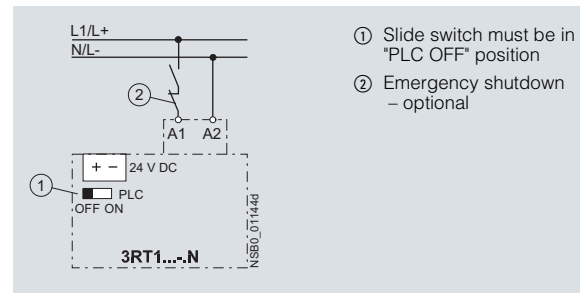 L1/L+
N/L-
②
A1 A2
+ − 24 V DC
① PLC
OFF ON
3RT1...-.N
NSB0_01144d
① Slide switch must be in
"PLC OFF" position
② Emergency shutdown
– optional